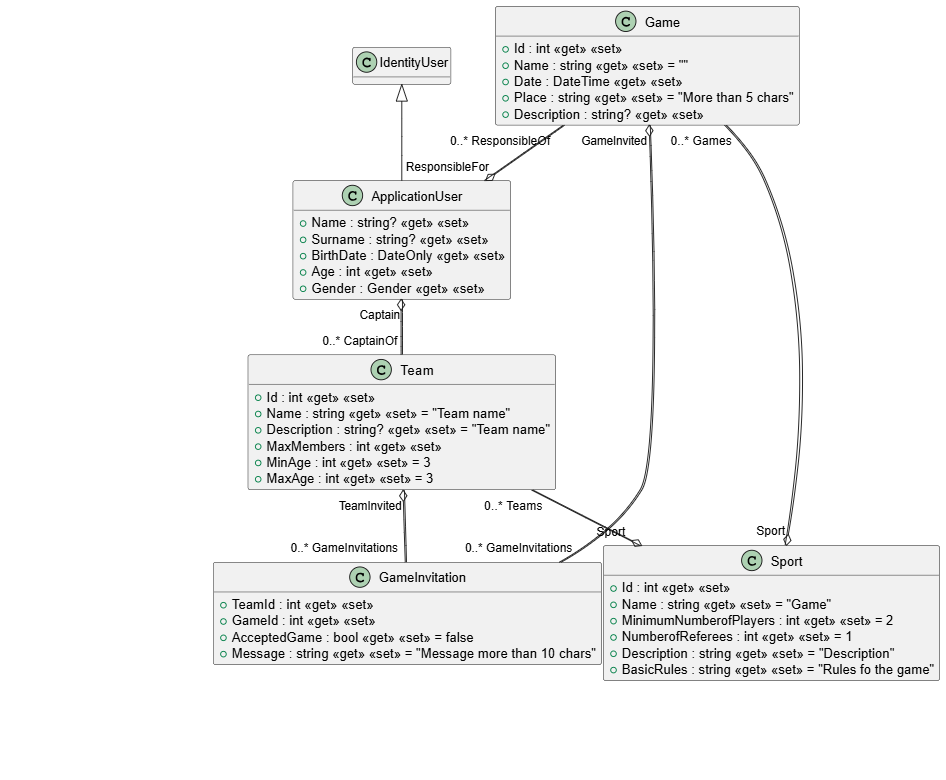 C Game
Id : int «get» «set»
Name : string «get» «set» = ""
Date : DateTime «get» «set»
Place : string «get» «set» = "More than 5 chars"
Description : string? «get» «set»
C IdentityUser
0..* ResponsibleOf
GameInvited
0..* Games
ResponsibleFor
C ApplicationUser
Name : string? «get» «set»
Surname : string? «get» «set»
BirthDate : DateOnly «get» «set»
Age : int «get» «set»
Gender : Gender «get» «set»
Captain
0..* CaptainOf
C Team
Id : int «get» «set»
Name : string «get» «set» = "Team name"
Description : string? «get» «set» = "Team name"
MaxMembers : int «get» «set»
MinAge : int «get» «set» = 3
MaxAge : int «get» «set» = 3
TeamInvited
0..* Teams
Sport
Sport
0..* GameInvitations
0..* GameInvitations
C GameInvitation
TeamId : int «get» «set»
GameId : int «get» «set»
AcceptedGame : bool «get» «set» = false
Message : string «get» «set» = "Message more than 10 chars"
C Sport
Id : int «get» «set»
Name : string «get» «set» = "Game"
MinimumNumberofPlayers : int «get» «set» = 2
NumberofReferees : int «get» «set» = 1
Description : string «get» «set» = "Description"
BasicRules : string «get» «set» = "Rules fo the game"